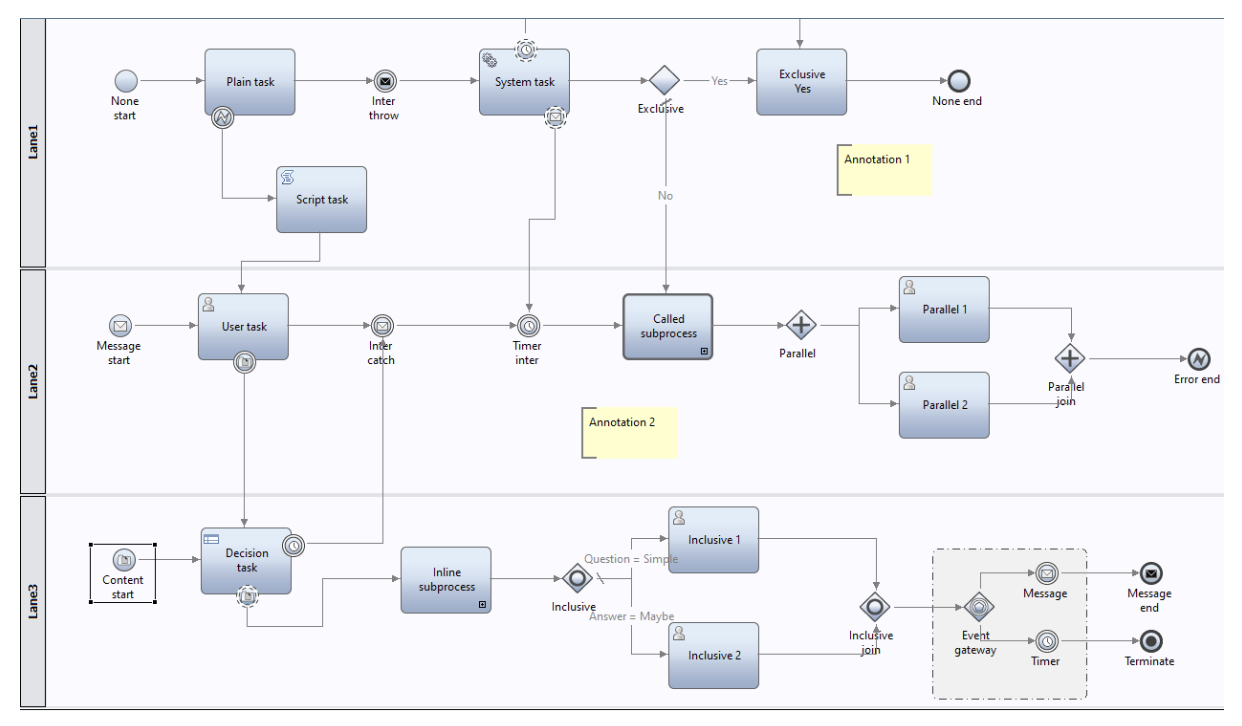 Lane1
None
start
Plain task
Inter
throw
System task
Exclusive
Yes
Exclusive
Yes
None end
Annotation 1
Script task
No
Lane2
Message
start
User task
Inter
catch
Timer
inter
Called
subprocess
Parallel
Parallel 1
Parallel 2
Parallel
join
Error end
Annotation 2
Lane3
Content
start
Decision
task
Inline
subprocess
Inclusive
Question = Simple
Answer = Maybe
Inclusive 1
Inclusive 2
Inclusive
join
Event
gateway
Message
Timer
Message
end
Terminate